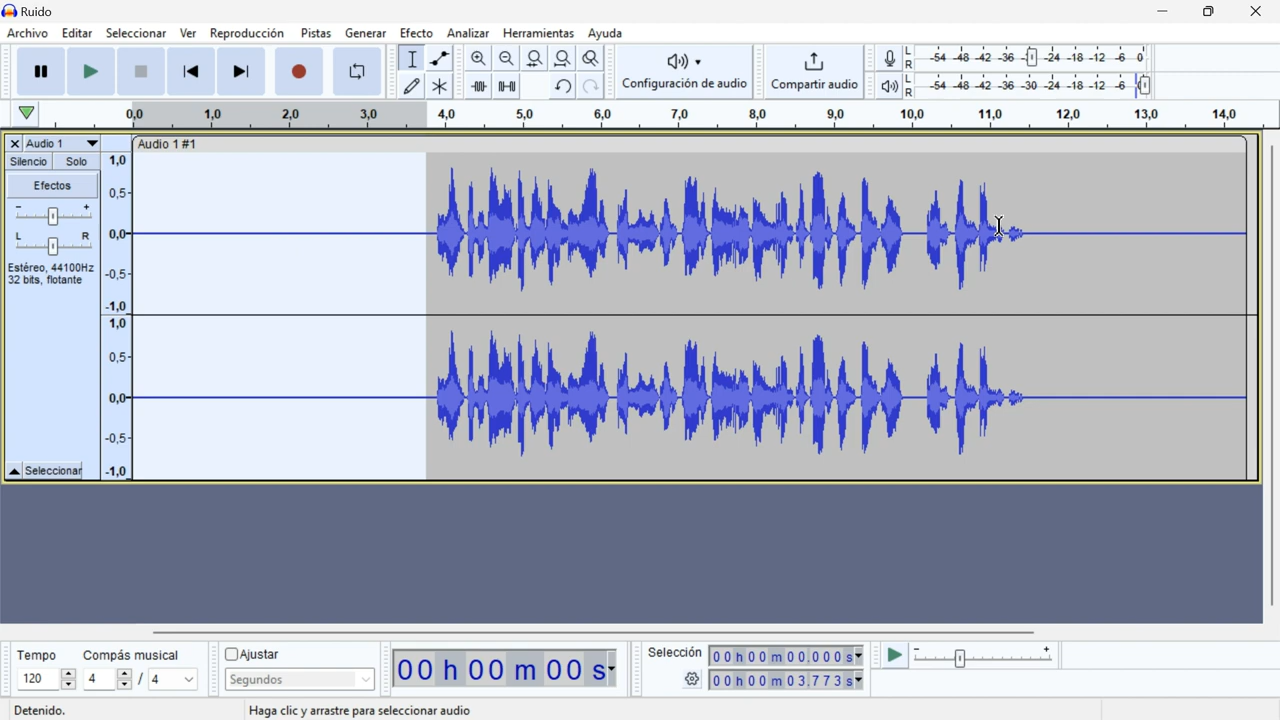 Ruido
Archivo Editar Seleccionar Ver Reproducción Pistas Generar Efecto Analizar Herramientas Ayuda
Configuración de audio
Compartir audio
L
R
-54 -48 -42 -36 -24 -18 -12 -6 0
L
R
-54 -48 -42 -36 -30 -24 -18 -12 -6
0,0 1,0 2,0 3,0 4,0 5,0 6,0 7,0 8,0 9,0 10,0 11,0 12,0 13,0 14,0
Audio 1
Audio 1 #1
Silencio Solo
Efectos
- +
L R
Estéreo, 44100Hz
32 bits, flotante
Seleccionar
1,0
0,5-
0,0-
-0,5-
-1,0
1,0
0,5-
0,0-
-0,5-
-1,0
Tempo Compás musical
120 4 / 4
Ajustar
Segundos
00 h 00 m 00 s
Selección
00 h 00 m 00.000 s
00 h 00 m 03.773 s
- +
Detenido.
Haga clic y arrastre para seleccionar audio